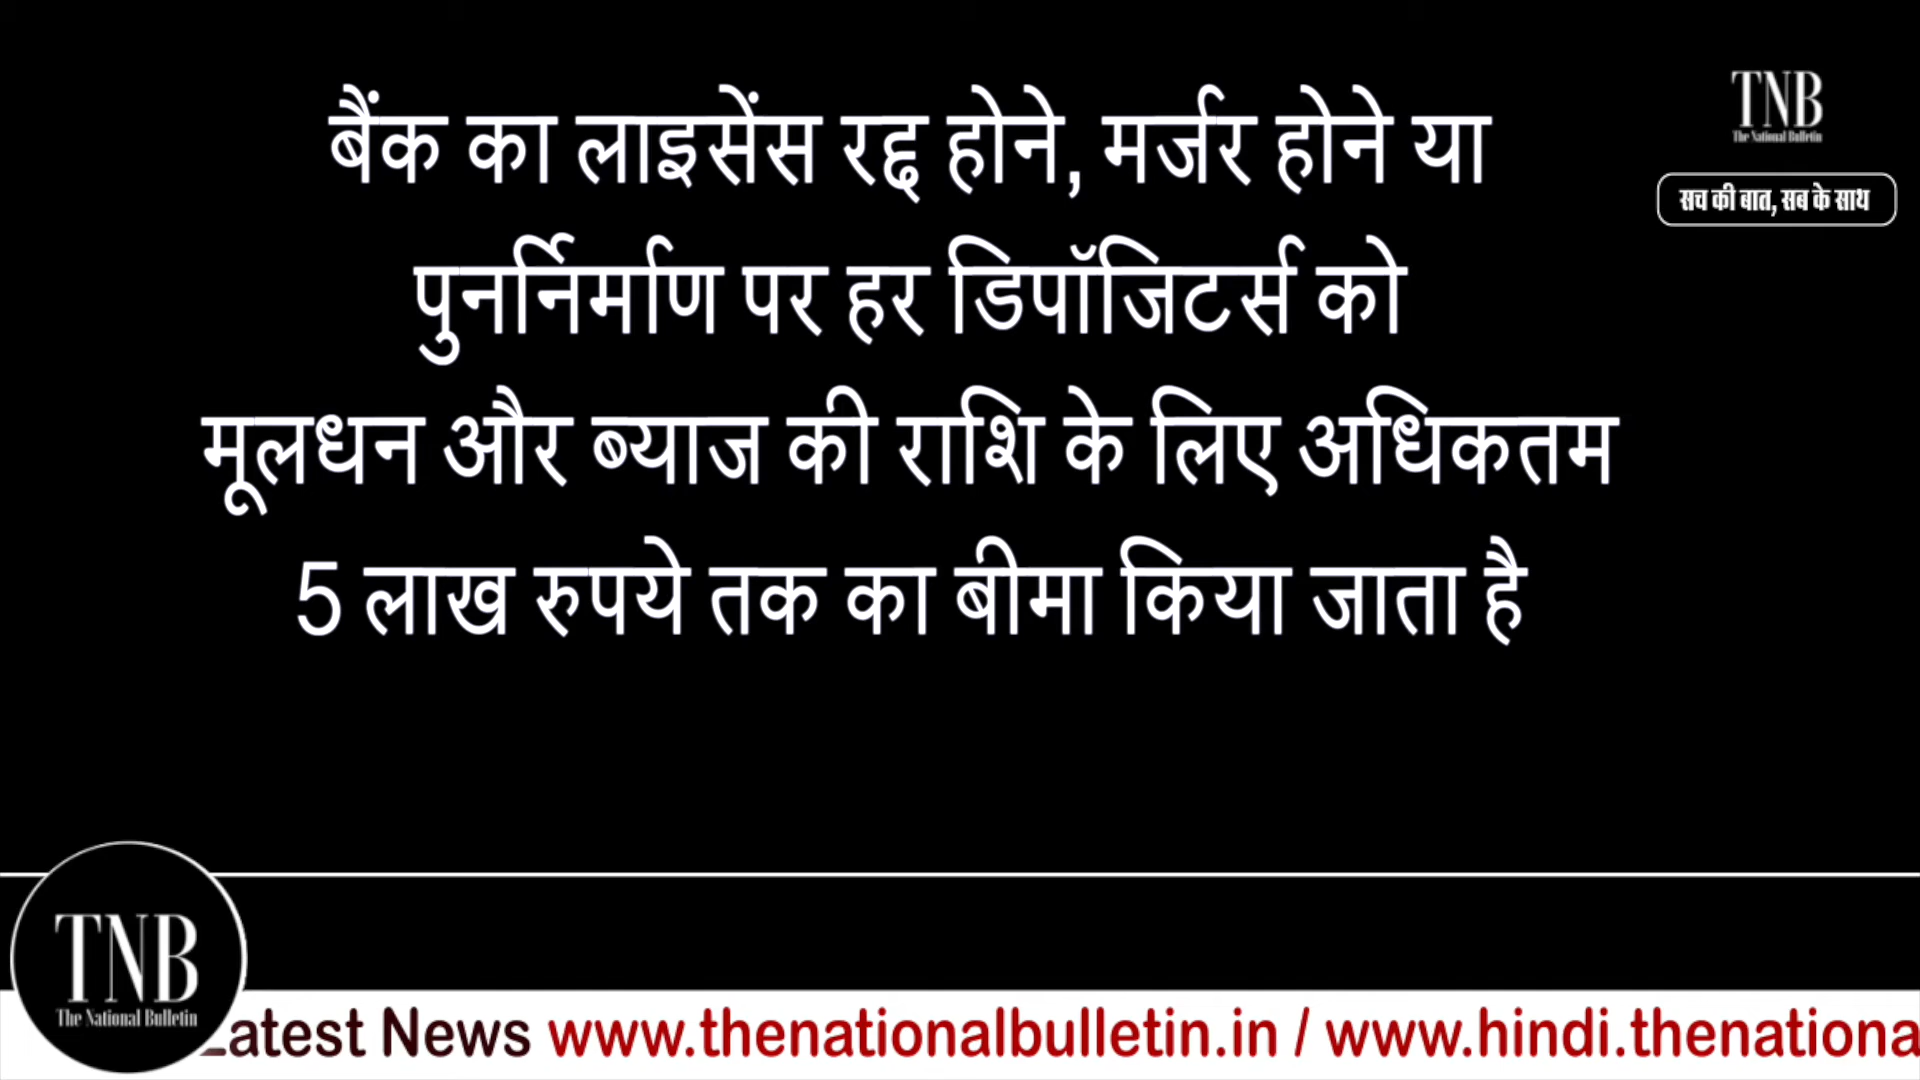 बैंक का लाइसेंस रद्द होने, मर्जर होने या
पुनर्निर्माण पर हर डिपॉजिटर्स को
मूलधन और ब्याज की राशि के लिए अधिकतम
5 लाख रुपये तक का बीमा किया जाता है
TNB
The National Bulletin
सच की बात, सब के साथ
TNB
The National Bulletin
atest News www.thenationalbulletin.in / www.hindi.thenationa